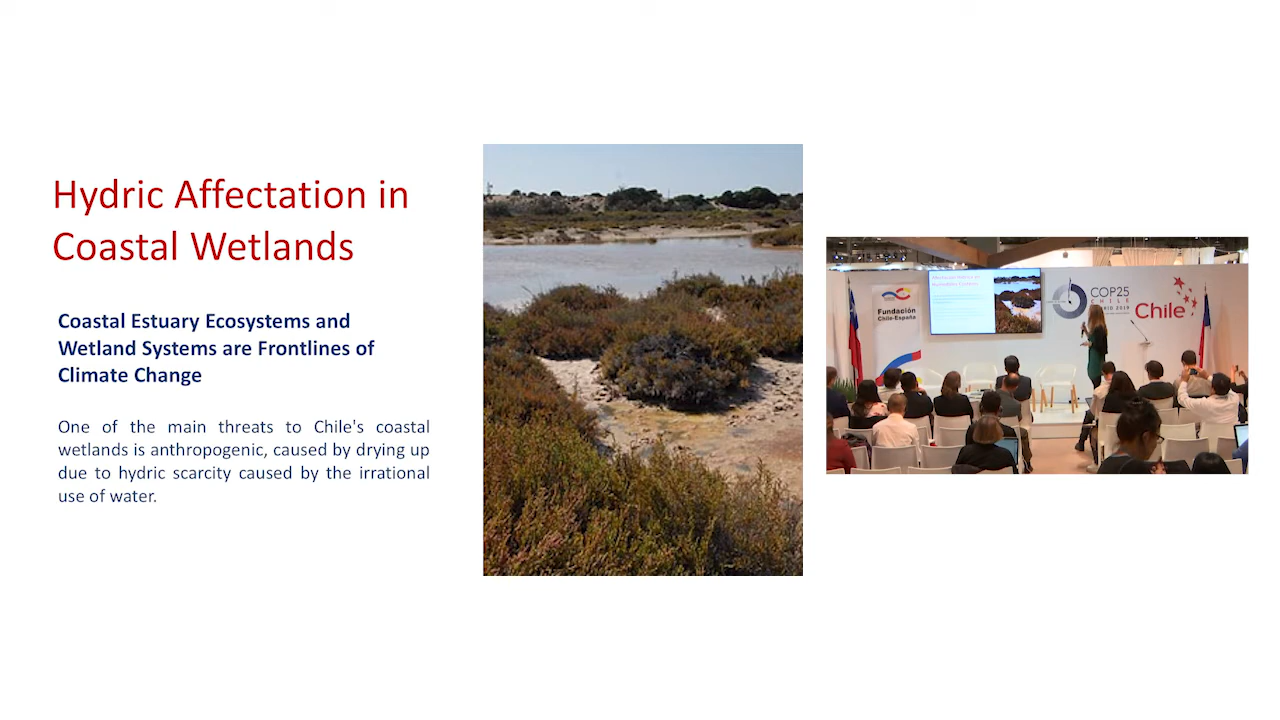 Hydric Affectation in
Coastal Wetlands
Coastal Estuary Ecosystems and
Wetland Systems are Frontlines of
Climate Change
One of the main threats to Chile's coastal
wetlands is anthropogenic, caused by drying up
due to hydric scarcity caused by the irrational
use of water.
Fundación
Chile-España
COP25
CHILE
2019
Chile